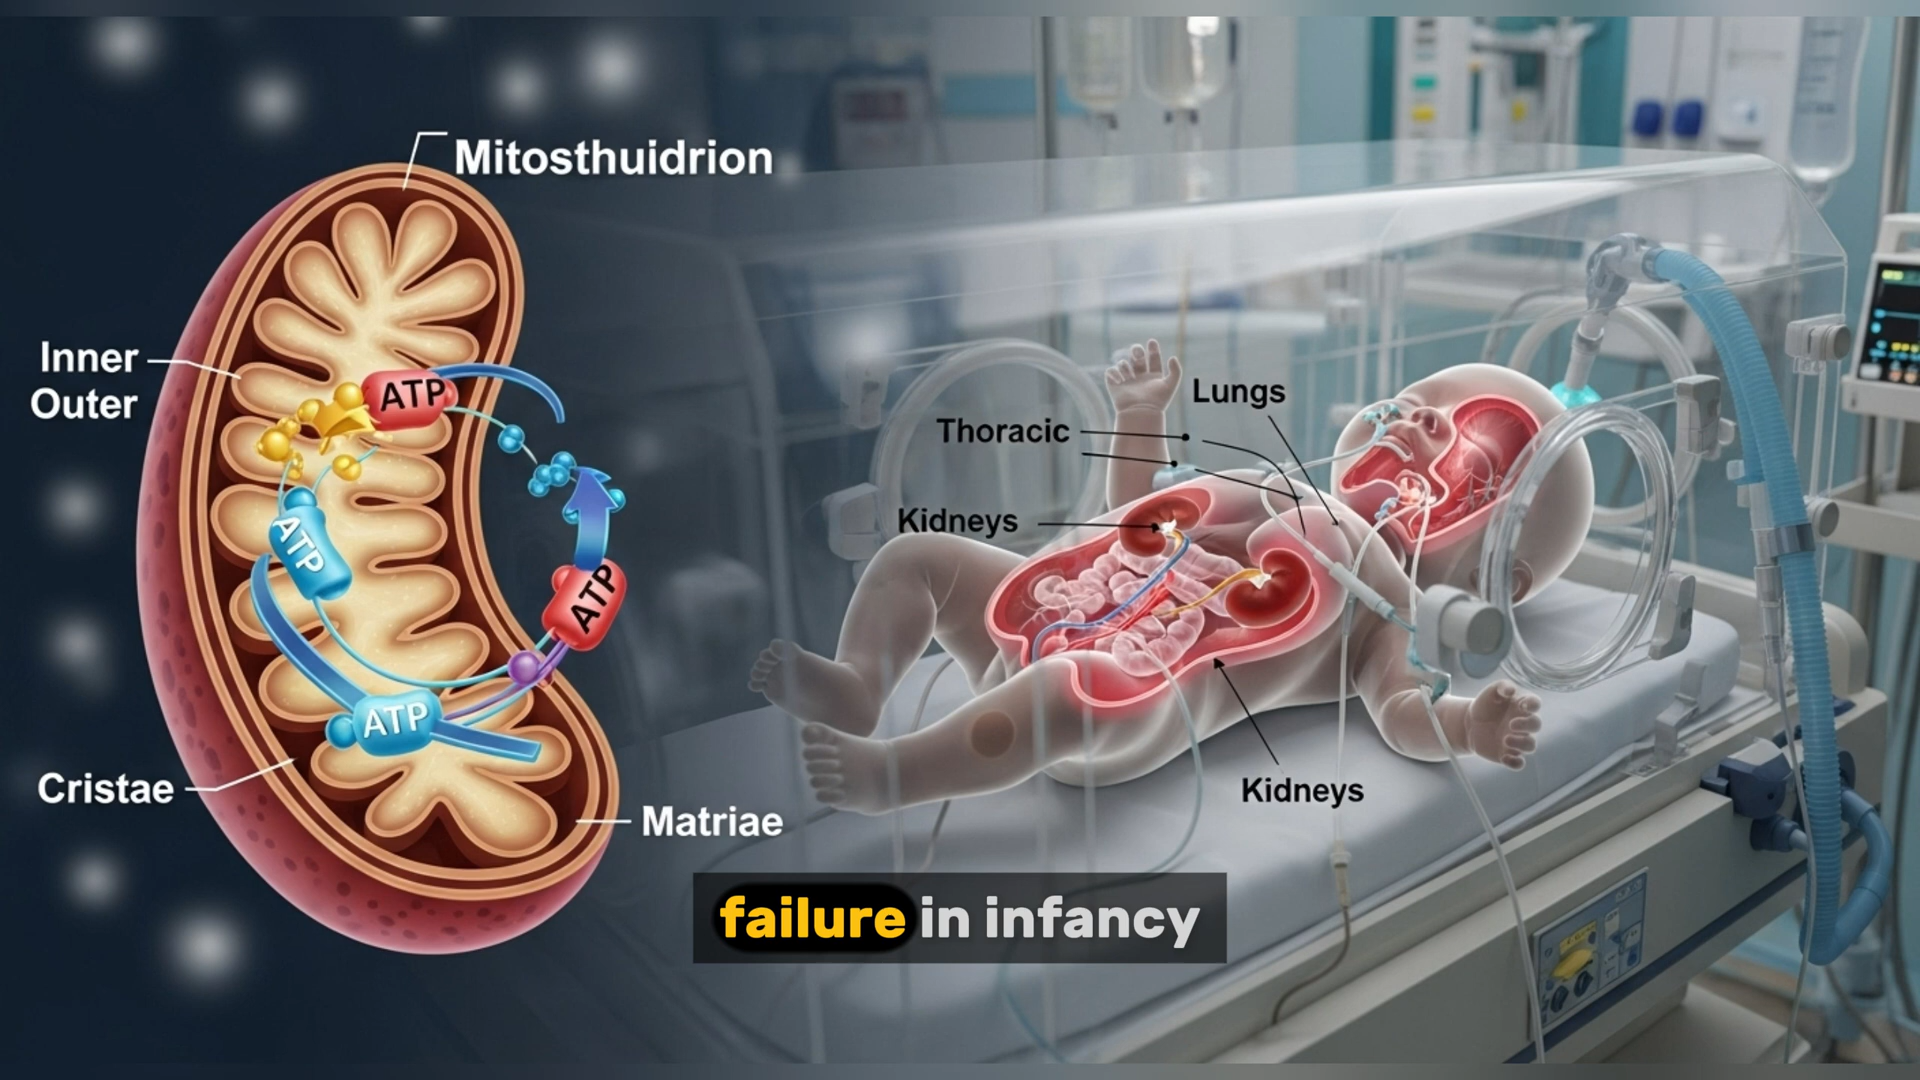 Mitosthuidrion
Inner
Outer
ATP
ATP
ATP
ATP
Cristae
Matriae
Lungs
Thoracic
Kidneys
Kidneys
failure in infancy